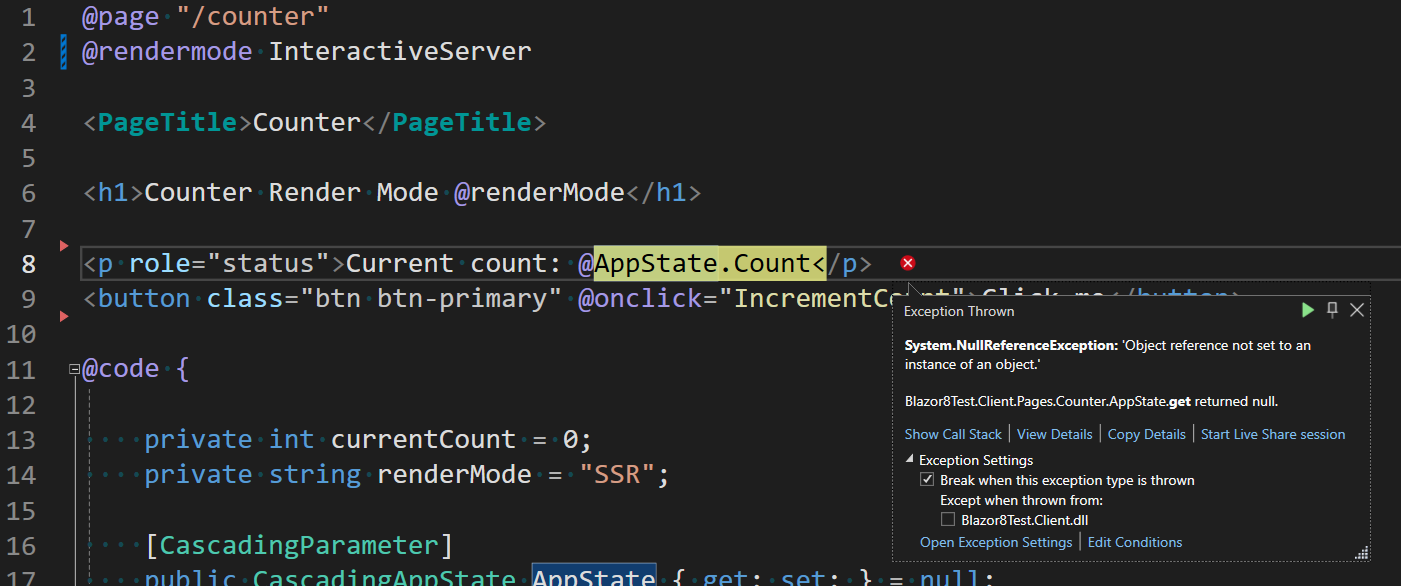 1 @page "/counter"
2 @rendermode InteractiveServer
3
4 <PageTitle>Counter</PageTitle>
5
6 <h1>Counter Render Mode @renderMode</h1>
7
8 <p role="status">Current count: @AppState.Count</p>
9 <button class="btn btn-primary" @onclick="IncrementCount">Click me</button>
10
Exception Thrown
System.NullReferenceException: 'Object reference not set to an
instance of an object.'
Blazor8Test.Client.Pages.Counter.AppState.get returned null.
Show Call Stack | View Details | Copy Details | Start Live Share session
Exception Settings
Break when this exception type is thrown
Except when thrown from:
Blazor8Test.Client.dll
Open Exception Settings | Edit Conditions
11 @code {
12
13 private int currentCount = 0;
14 private string renderMode = "SSR";
15
16 [CascadingParameter]
17 public CascadingAppState AppState { get; set; } = null;